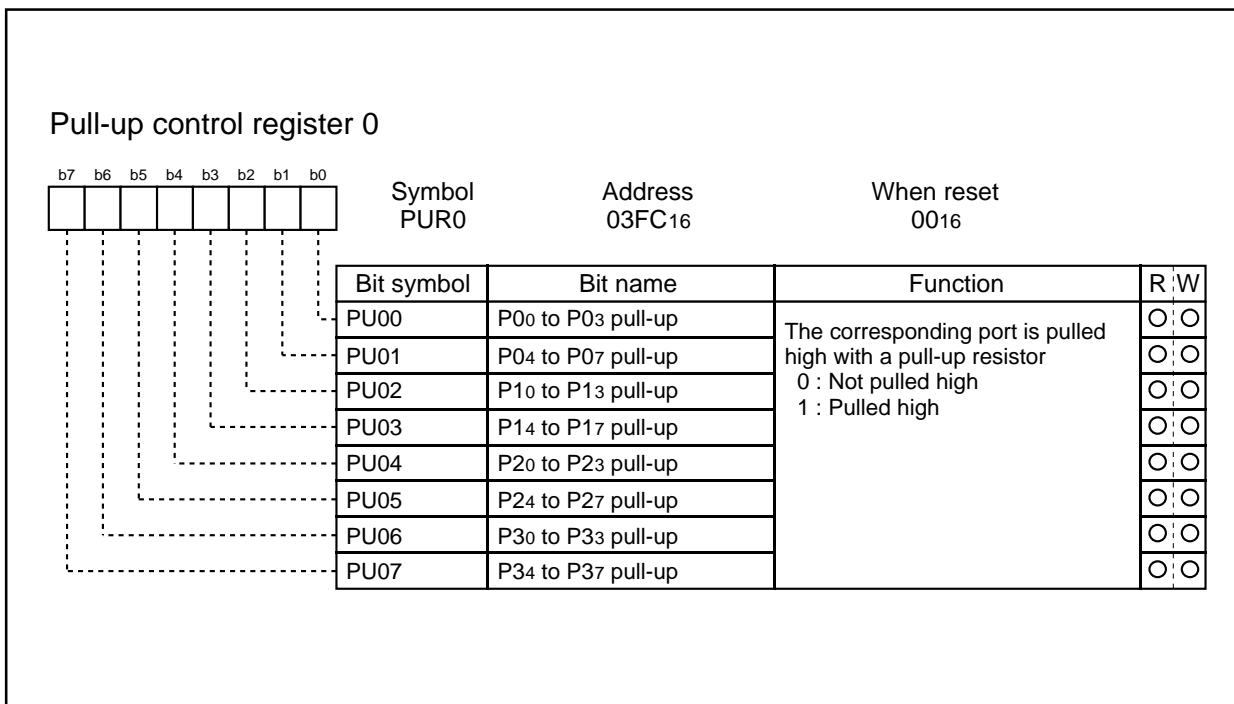 Pull-up control register 0
b7 b6 b5 b4 b3 b2 b1 b0
Symbol Address When reset
PUR0 03FC16 0016
Bit symbol Bit name Function R W
PU00 P00 to P03 pull-up The corresponding port is pulled
PU01 P04 to P07 pull-up high with a pull-up resistor
PU02 P10 to P13 pull-up 0 : Not pulled high
PU03 P14 to P17 pull-up 1 : Pulled high
PU04 P20 to P23 pull-up
PU05 P24 to P27 pull-up
PU06 P30 to P33 pull-up
PU07 P34 to P37 pull-up